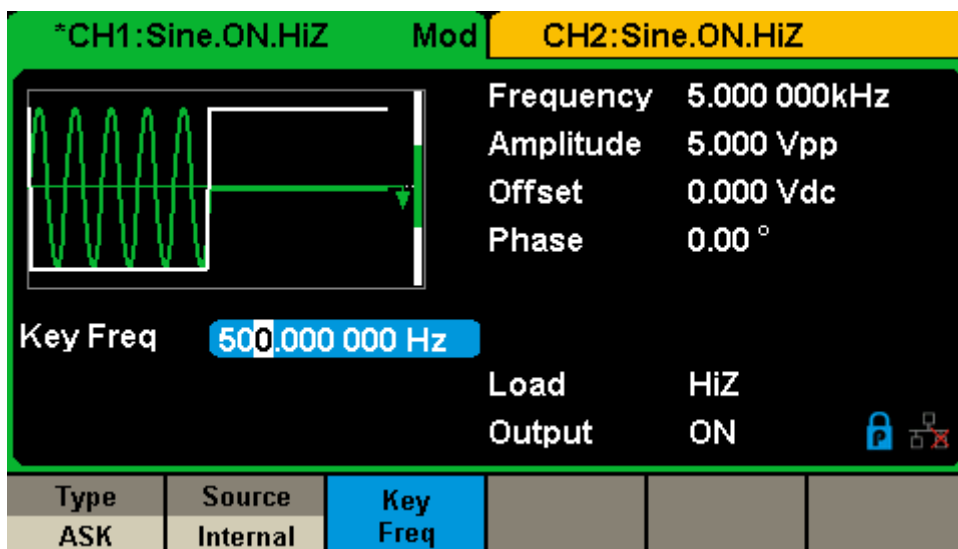 *CH1:Sine.ON.HiZ Mod CH2:Sine.ON.HiZ
Frequency 5.000 000kHz
Amplitude 5.000 Vpp
Offset 0.000 Vdc
Phase 0.00 °
Key Freq 500.000 000 Hz
Load HiZ
Output ON P
Type Source Key
ASK Internal Freq